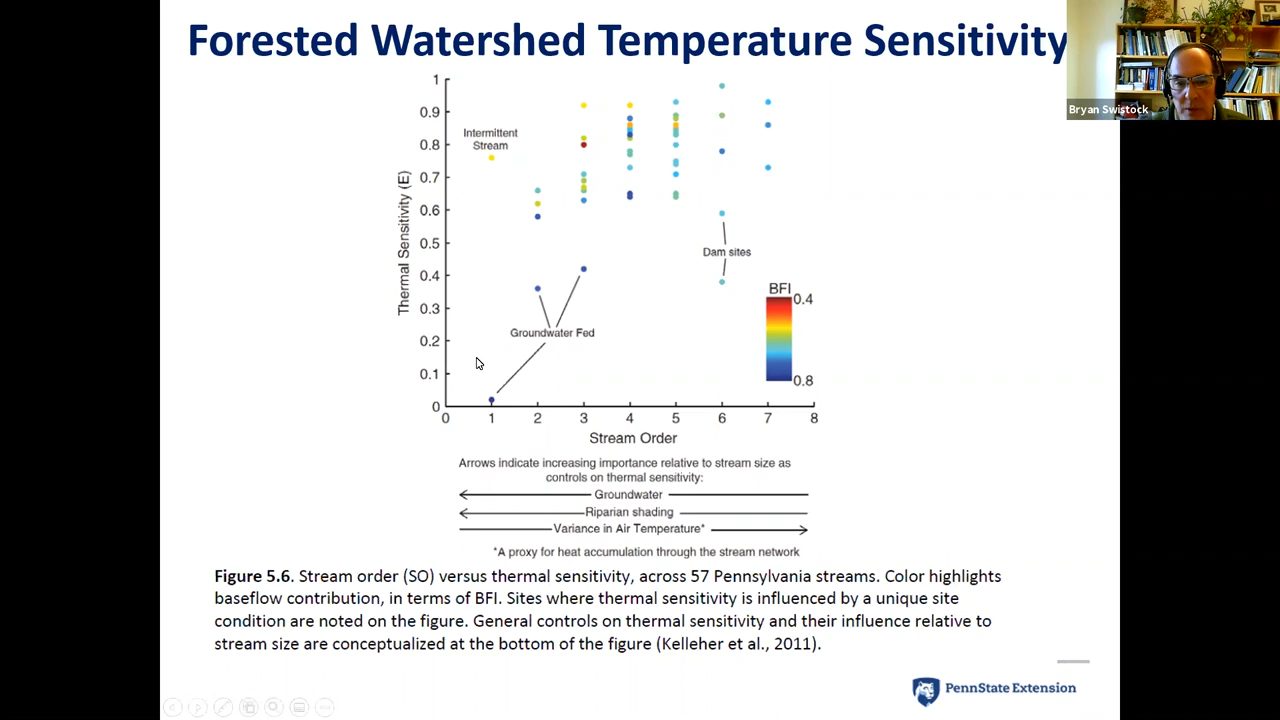 Forested Watershed Temperature Sensitivity
Bryan Swistock
1
0.9
0.8
0.7
0.6
0.5
0.4
0.3
0.2
0.1
0
Thermal Sensitivity (E)
Intermittent
Stream
Groundwater Fed
Dam sites
BFI
0.4
0.8
0 1 2 3 4 5 6 7 8
Stream Order
Arrows indicate increasing importance relative to stream size as
controls on thermal sensitivity:
Groundwater
Riparian shading
Variance in Air Temperature*
*A proxy for heat accumulation through the stream network
Figure 5.6. Stream order (SO) versus thermal sensitivity, across 57 Pennsylvania streams. Color highlights
baseflow contribution, in terms of BFI. Sites where thermal sensitivity is influenced by a unique site
condition are noted on the figure. General controls on thermal sensitivity and their influence relative to
stream size are conceptualized at the bottom of the figure (Kelleher et al., 2011).
PennState Extension